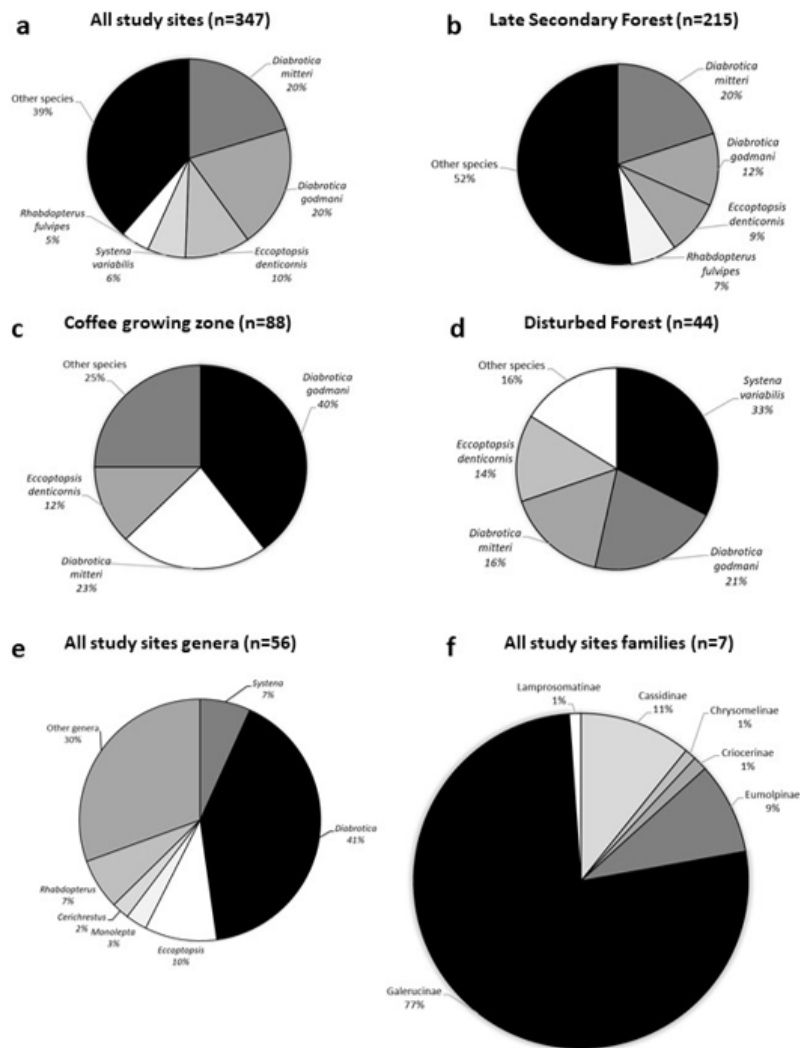 a All study sites (n=347)
Diabrotica
mitteri
20%
Diabrotica
godmani
20%
Eccoptopsis
denticornis
10%
Systena
variabilis
6%
Rhabdopterus
fulvipes
5%
Other species
39%
b Late Secondary Forest (n=215)
Diabrotica
mitteri
20%
Diabrotica
godmani
12%
Eccoptopsis
denticornis
9%
Rhabdopterus
fulvipes
7%
Other species
52%
c Coffee growing zone (n=88)
Diabrotica
godmani
40%
Diabrotica
mitteri
23%
Eccoptopsis
denticornis
12%
Other species
25%
d Disturbed Forest (n=44)
Systena
variabilis
33%
Diabrotica
godmani
21%
Diabrotica
mitteri
16%
Eccoptopsis
denticornis
14%
Other species
16%
e All study sites genera (n=56)
Systena
7%
Diabrotica
41%
Eccoptopsis
10%
Monolepta
3%
Cerichrestus
2%
Rhabdopterus
7%
Other genera
30%
f All study sites families (n=7)
Cassidinae
11%
Chrysomelinae
1%
Criocerinae
1%
Eumolpinae
9%
Galerucinae
77%
Lamprosomatinae
1%